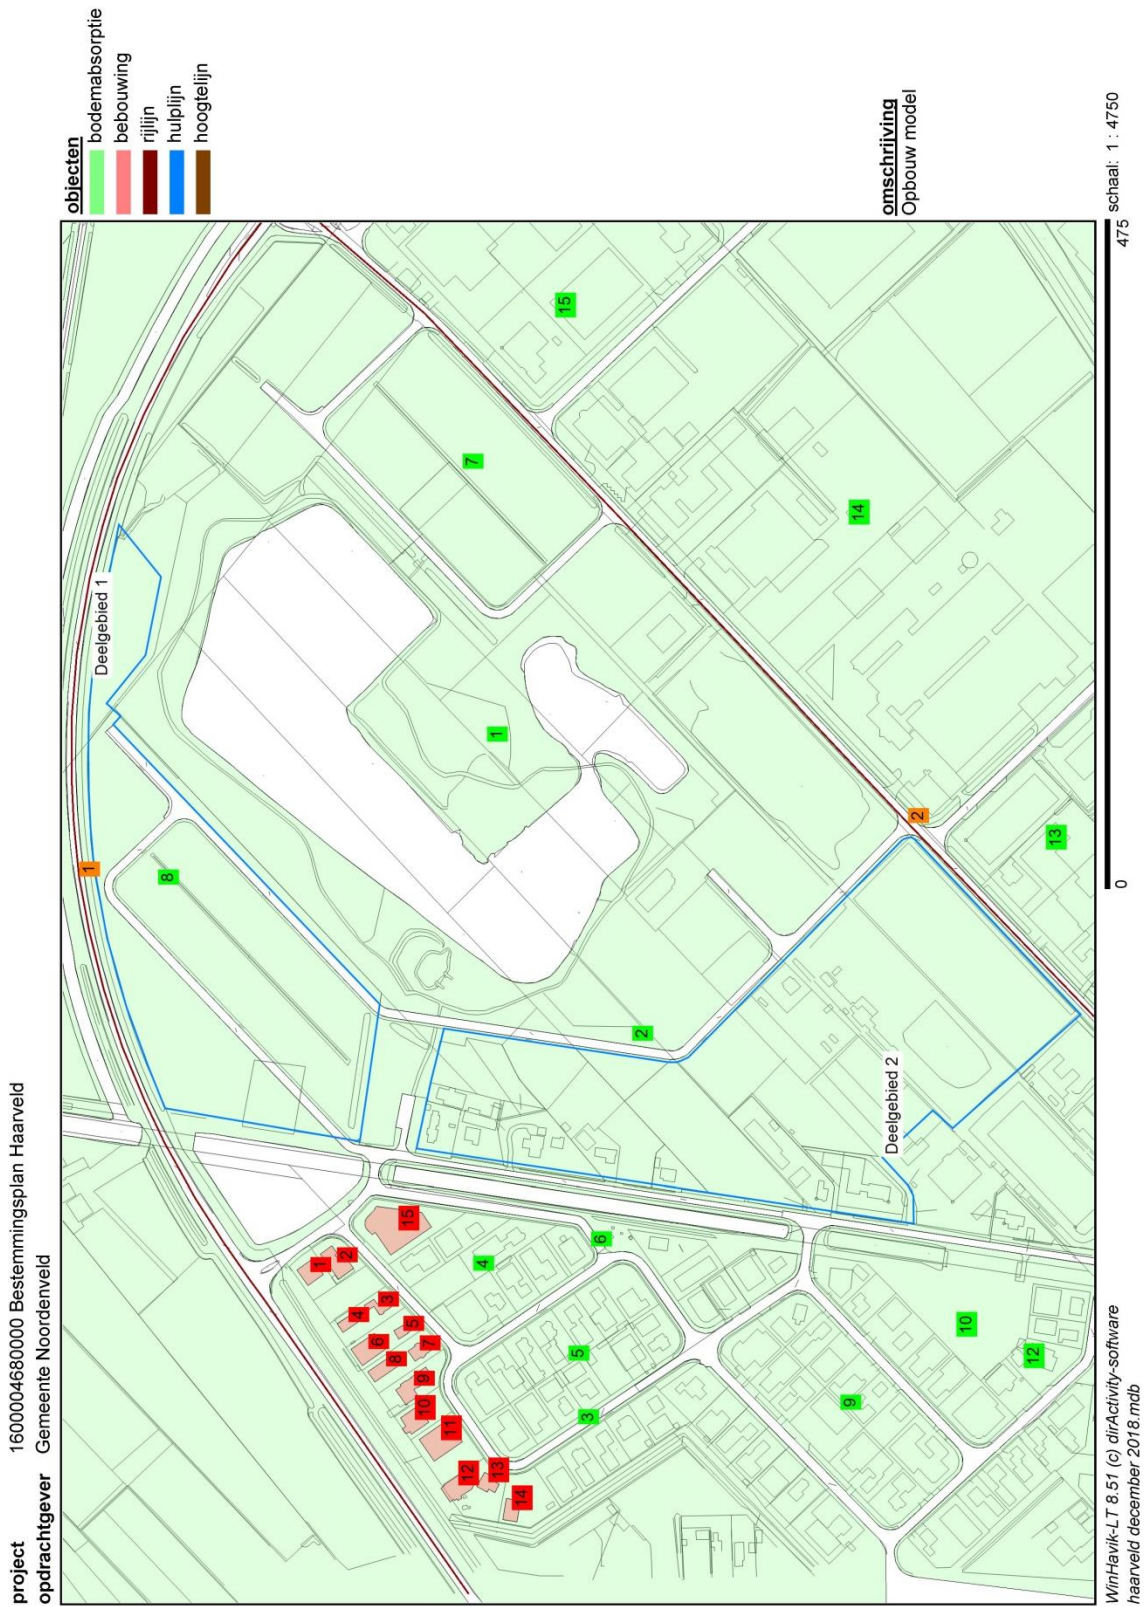 project 1600004680000 Bestemmingsplan Haarveld
opdrachtgever Gemeente Noordenveld
objecten
bodemabsorptie
bebouwing
rijlijn
hulplijn
hoogtelijn
omschrijving
Opbouw model
Deelgebied 1
Deelgebied 2
1
8
7
15
1
14
2
2
13
1
2
15
4
3
6
5
8
7
9
10
11
12
13
14
4
6
5
3
9
10
12
0
475
schaal: 1 : 4750
WinHavik-LT 8.51 (c) dirActivity-software
haarveld december 2018.mdb